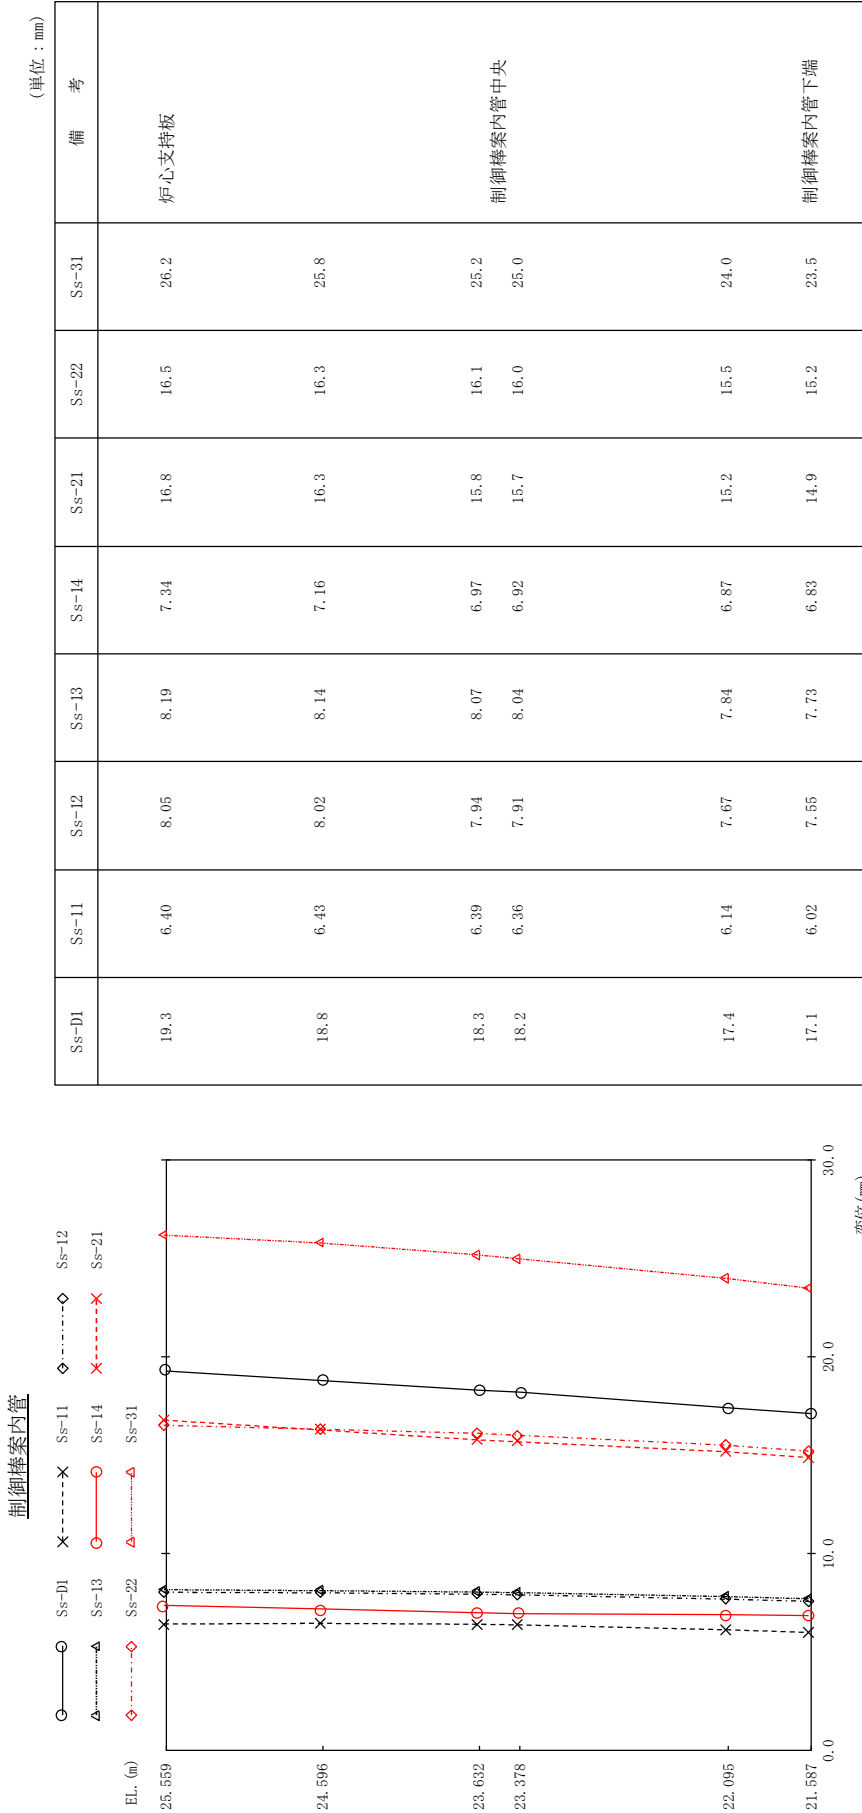 制御棒案内管
Ss-D1 Ss-11 Ss-12
Ss-13 Ss-14 Ss-21
Ss-22 Ss-31
EL.(m)
25.559
24.596
23.632
23.378
22.095
21.587
0.0 10.0 20.0 30.0
変位(mm)
(単位:mm)
Ss-D1 Ss-11 Ss-12 Ss-13 Ss-14 Ss-21 Ss-22 Ss-31 備 考
19.3 6.40 8.05 8.19 7.34 16.8 16.5 26.2 炉心支持板
18.8 6.43 8.02 8.14 7.16 16.3 16.3 25.8
18.3 6.39 7.94 8.07 6.97 15.8 16.1 25.2
18.2 6.36 7.91 8.04 6.92 15.7 16.0 25.0 制御棒案内管中央
17.4 6.14 7.67 7.84 6.87 15.2 15.5 24.0
17.1 6.02 7.55 7.73 6.83 14.9 15.2 23.5 制御棒案内管下端